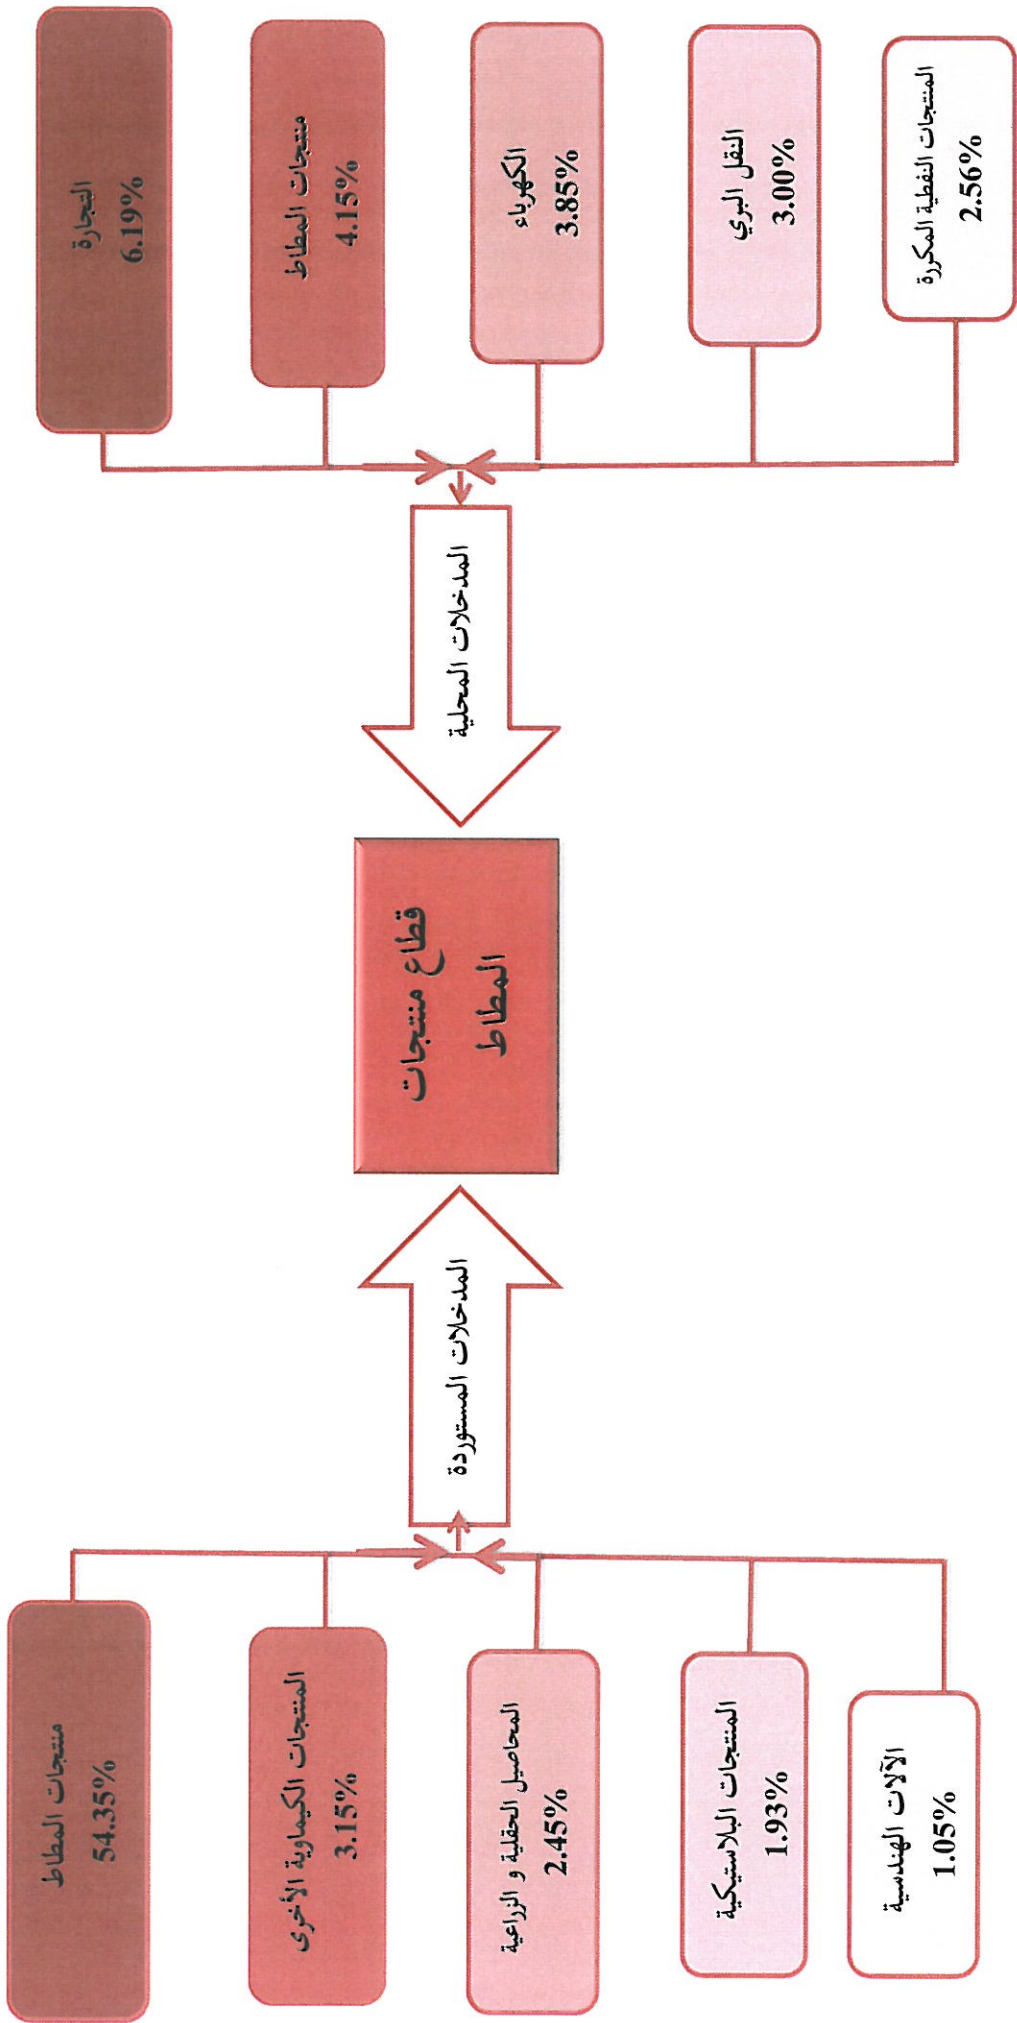 التجارة
6.19%
منتجات المطاط
4.15%
الكهرباء
3.85%
النقل البري
3.00%
المنتجات النفطية المكررة
2.56%
المدخلات المحلية
قطاع منتجات
المطاط
المدخلات المستوردة
منتجات المطاط
54.35%
المنتجات الكيماوية الأخرى
3.15%
المحاصيل الحقلية و الزراعية
2.45%
المنتجات البلاستيكية
1.93%
الآلات الهندسية
1.05%